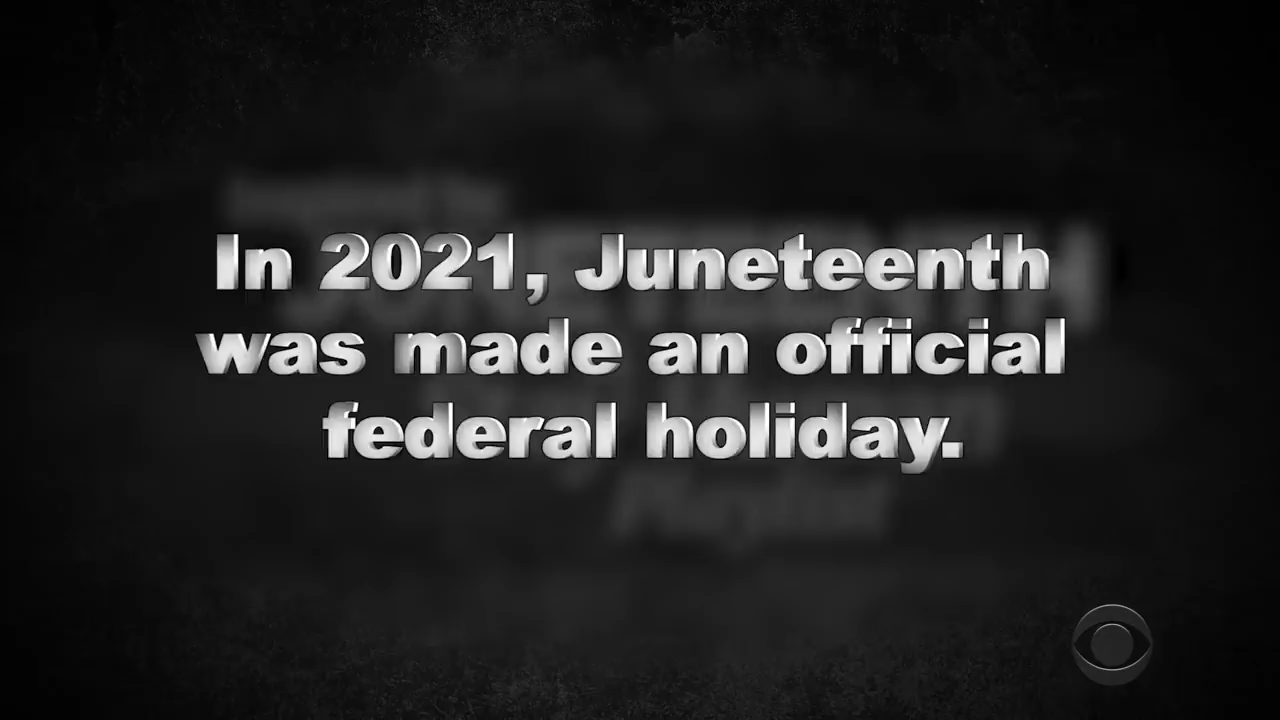 In 2021, Juneteenth
was made an official
federal holiday.